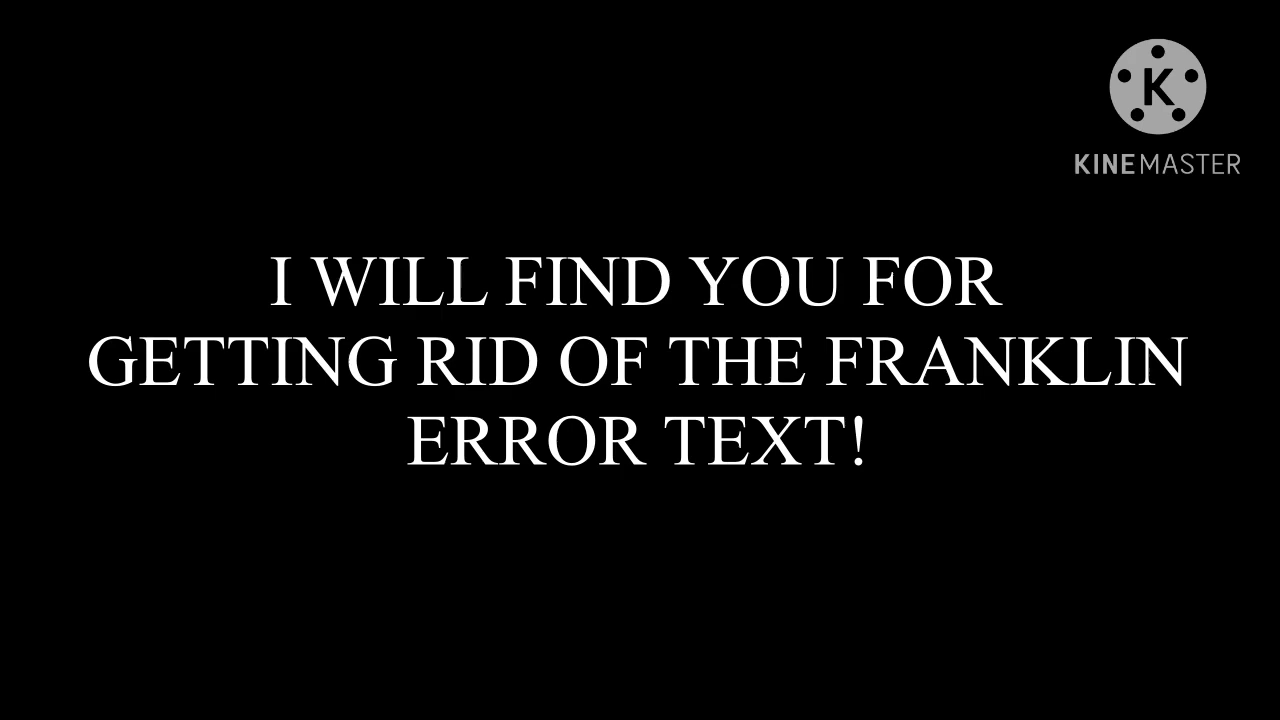 K
KINEMASTER
I WILL FIND YOU FOR
GETTING RID OF THE FRANKLIN
ERROR TEXT!